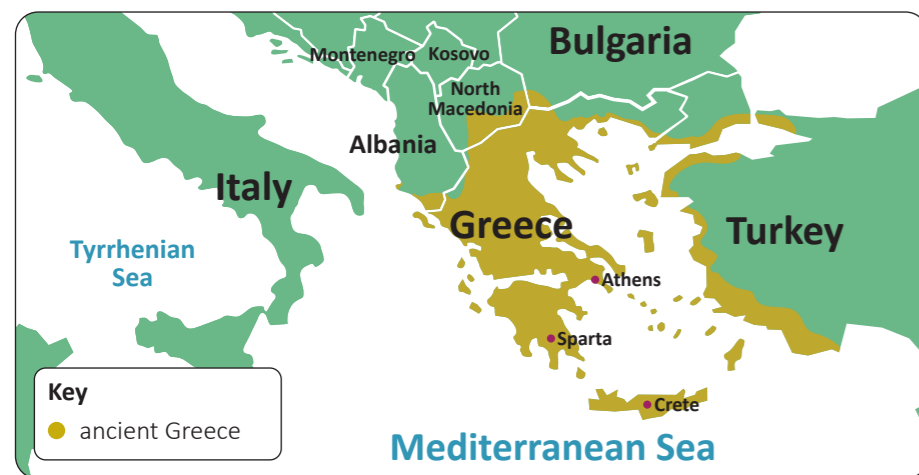 Bulgaria
Montenegro
Kosovo
North
Macedonia
Albania
Italy
Greece
Turkey
Tyrrhenian
Sea
Athens
Sparta
Key
ancient Greece
Crete
Mediterranean Sea